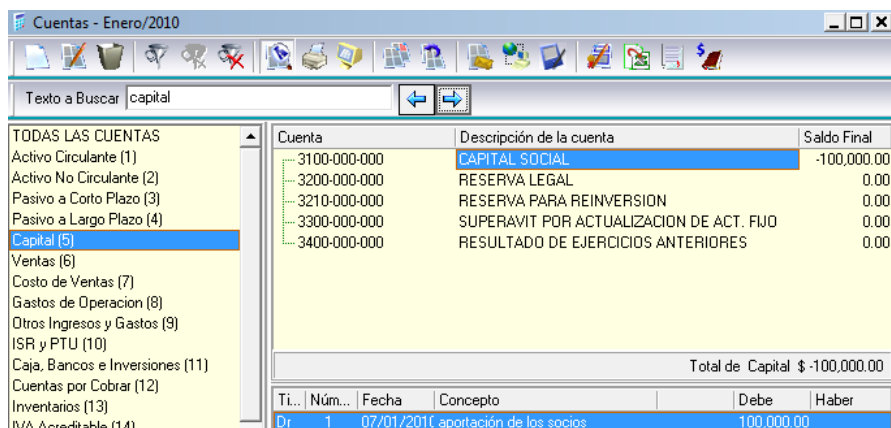 Cuentas - Enero/2010
Texto a Buscar capital
TODAS LAS CUENTAS
Activo Circulante (1)
Activo No Circulante (2)
Pasivo a Corto Plazo (3)
Pasivo a Largo Plazo (4)
Capital (5)
Ventas (6)
Costo de Ventas (7)
Gastos de Operacion (8)
Otros Ingresos y Gastos (9)
ISR y PTU (10)
Caja, Bancos e Inversiones (11)
Cuentas por Cobrar (12)
Inventarios (13)
IVA Acreditable (14)
Cuenta Descripción de la cuenta Saldo Final
3100-000-000 CAPITAL SOCIAL -100,000.00
3200-000-000 RESERVA LEGAL 0.00
3210-000-000 RESERVA PARA REINVERSION 0.00
3300-000-000 SUPERAVIT POR ACTUALIZACION DE ACT. FIJO 0.00
3400-000-000 RESULTADO DE EJERCICIOS ANTERIORES 0.00
Total de Capital $ -100,000.00
Ti... Núm... Fecha Concepto Debe Haber
Dr 1 07/01/2010 aportación de los socios 100,000.00